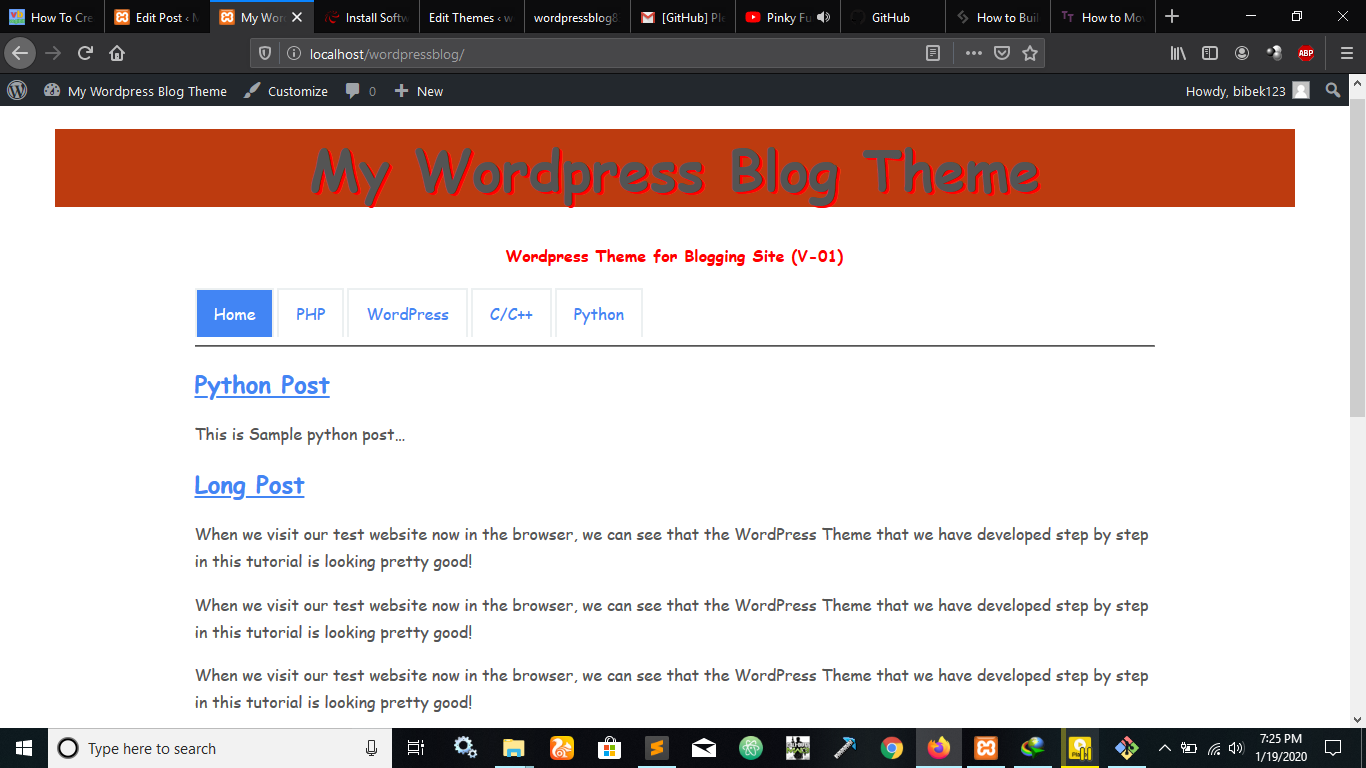 How To Cre
Edit Post ‹
My Wor
Install Softw
Edit Themes ‹ w
wordpressblog8
[GitHub] Ple
Pinky Fu
GitHub
How to Buil
How to Mov
localhost/wordpressblog/
ABP
My Wordpress Blog Theme
Customize
0
New
Howdy, bibek123
My Wordpress Blog Theme
Wordpress Theme for Blogging Site (V-01)
Home PHP WordPress C/C++ Python
Python Post
This is Sample python post...
Long Post
When we visit our test website now in the browser, we can see that the WordPress Theme that we have developed step by step
in this tutorial is looking pretty good!
When we visit our test website now in the browser, we can see that the WordPress Theme that we have developed step by step
in this tutorial is looking pretty good!
When we visit our test website now in the browser, we can see that the WordPress Theme that we have developed step by step
in this tutorial is looking pretty good!
Type here to search
7:25 PM
1/19/2020